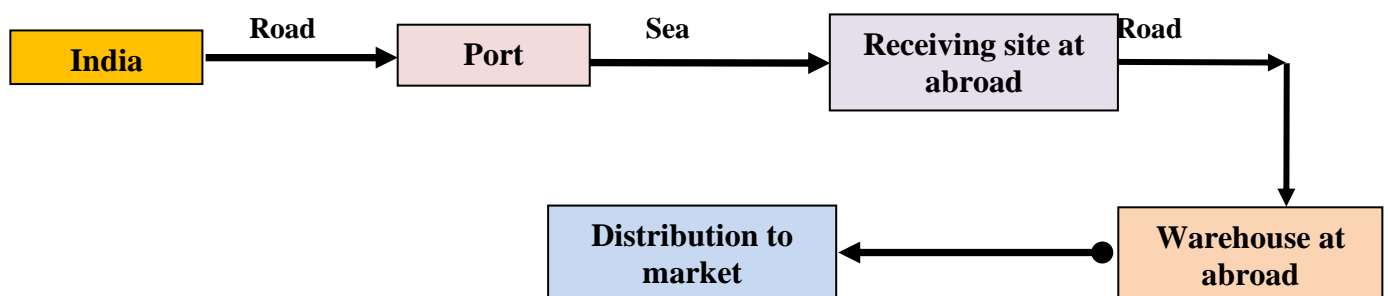 Road
Sea
Road
India
Port
Receiving site at
abroad
Distribution to
market
Warehouse at
abroad